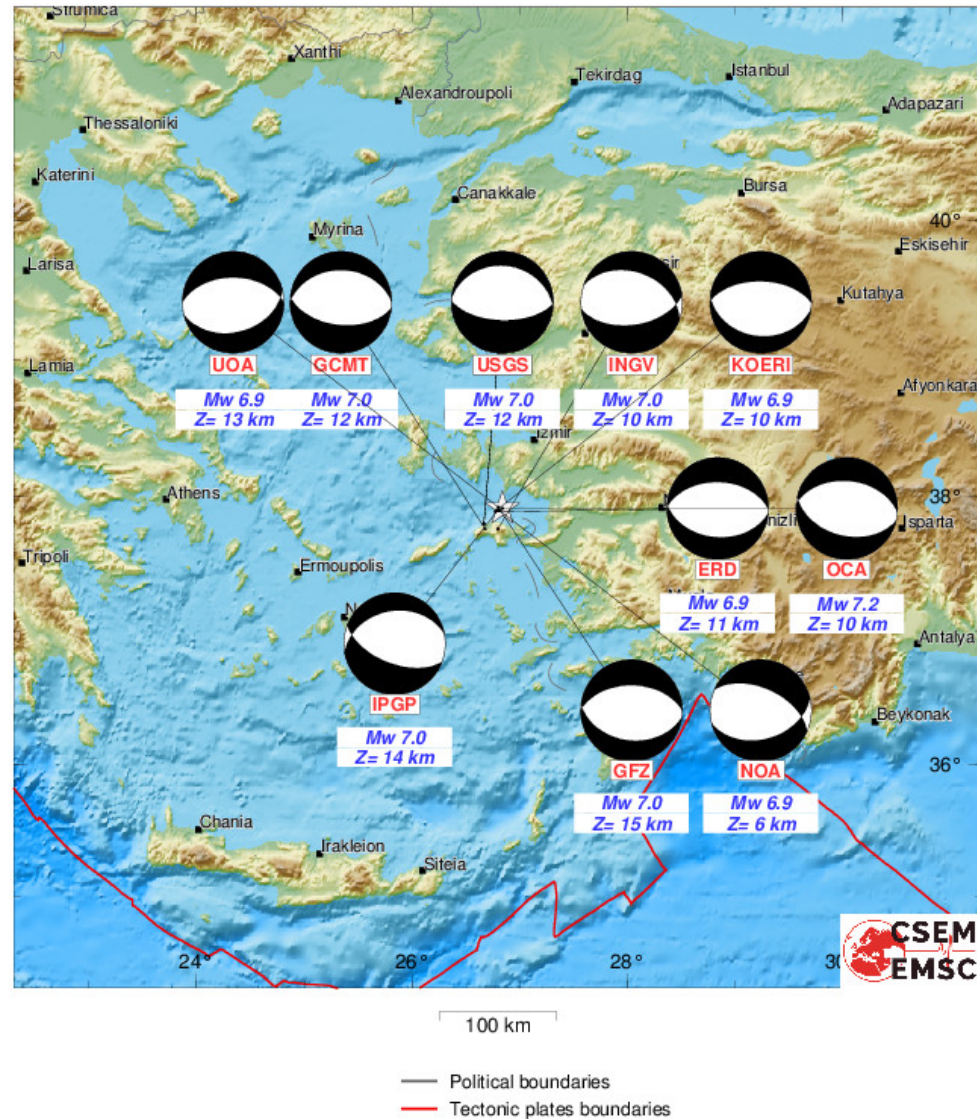 Strumica
Xanthi
Tekirdag
Istanbul
Alexandroupoli
Adapazari
Thessaloniki
Katerini
Canakkale
Bursa
40°
Myrina
Eskisehir
Larisa
Kutahya
UOA
GCMT
USGS
INGV
KOERI
Lamia
Mw 6.9
Z= 13 km
Mw 7.0
Z= 12 km
Mw 7.0
Z= 12 km
Mw 7.0
Z= 10 km
Mw 6.9
Z= 10 km
Afyonkara
Izmir
Athens
38°
Isparta
Tripoli
Ermoupolis
ERD
OCA
Mw 6.9
Z= 11 km
Mw 7.2
Z= 10 km
Antalya
IPGP
Mw 7.0
Z= 14 km
Beykonak
GFZ
NOA
36°
Mw 7.0
Z= 15 km
Mw 6.9
Z= 6 km
Chania
Irakleion
Siteia
24°
26°
28°
CSEM
EMSC
100 km
Political boundaries
Tectonic plates boundaries